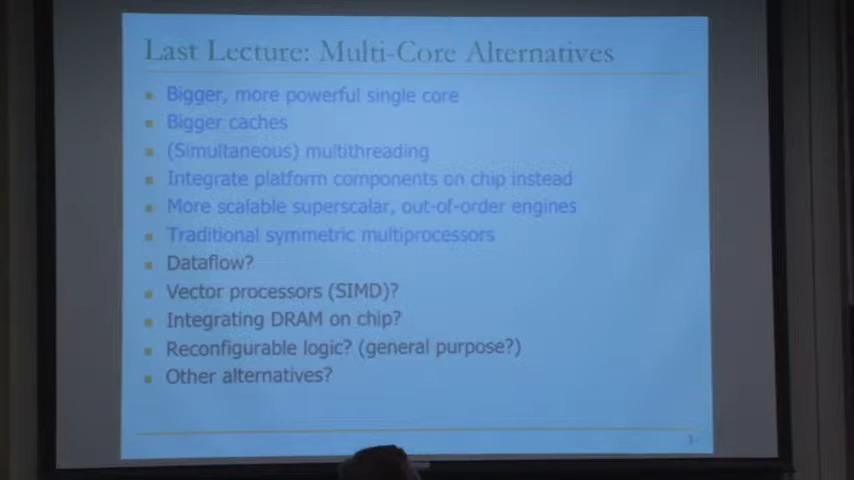 Last Lecture: Multi-Core Alternatives
Bigger, more powerful single core
Bigger caches
(Simultaneous) multithreading
Integrate platform components on chip instead
More scalable superscalar, out-of-order engines
Traditional symmetric multiprocessors
Dataflow?
Vector processors (SIMD)?
Integrating DRAM on chip?
Reconfigurable logic? (general purpose?)
Other alternatives?